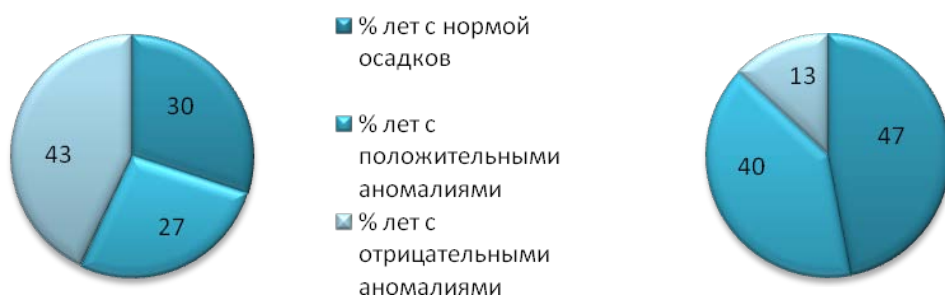 43
30
27
% лет с нормой
осадков
% лет с
положительными
аномалиями
% лет с
отрицательными
аномалиями
13
40
47